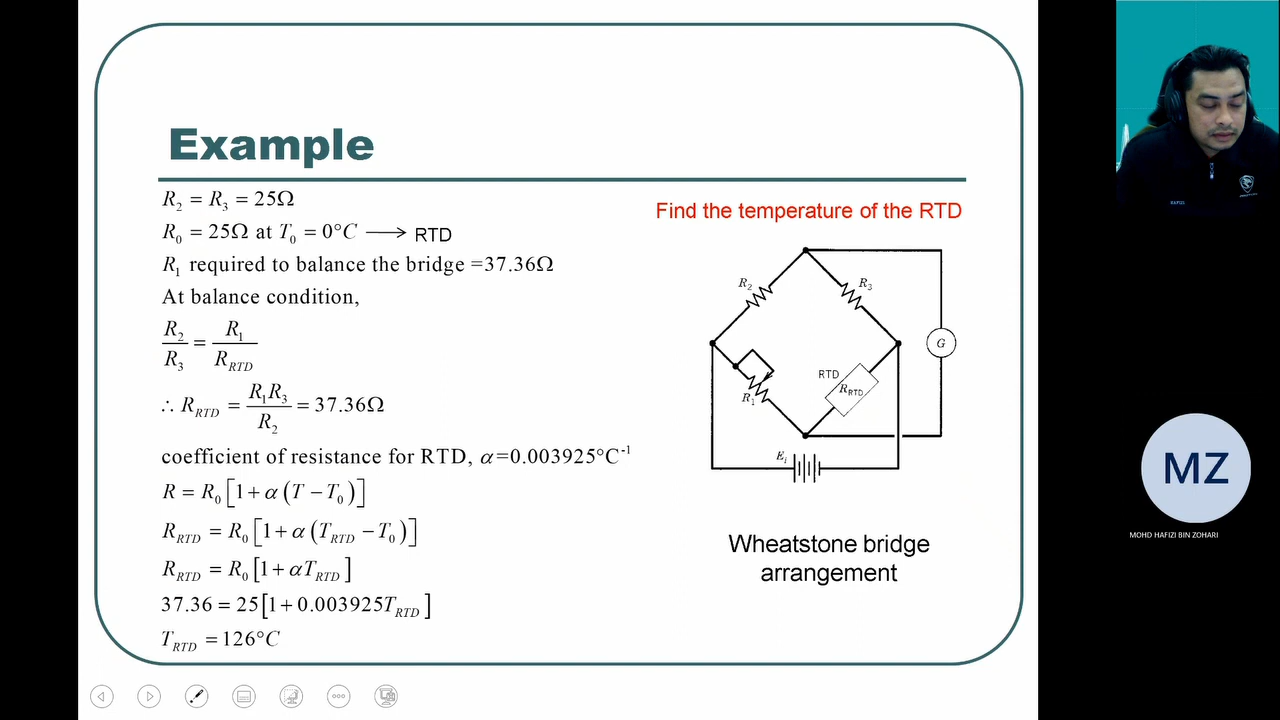 Example
R₂ = R₃ = 25Ω
R₀ = 25Ω at T₀ = 0°C ⟶ RTD
R₁ required to balance the bridge =37.36Ω
At balance condition,
R₂/R₃ = R₁/R_RTD
∴ R_RTD = R₁R₃/R₂ = 37.36Ω
coefficient of resistance for RTD, α=0.003925°C⁻¹
R = R₀[1+α(T−T₀)]
R_RTD = R₀[1+α(T_RTD −T₀)]
R_RTD = R₀[1+αT_RTD]
37.36 = 25[1+0.003925T_RTD]
T_RTD = 126°C
Find the temperature of the RTD
R₂
R₃
G
RTD
R_RTD
R₁
Eᵢ
Wheatstone bridge
arrangement
MZ
MOHD HAFIZI BIN ZOHARI